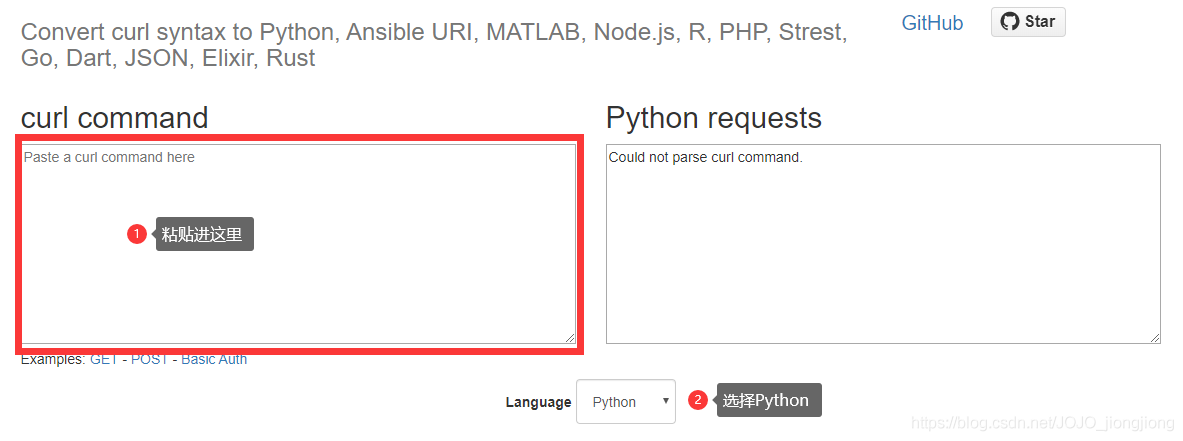 Convert curl syntax to Python, Ansible URI, MATLAB, Node.js, R, PHP, Strest,
Go, Dart, JSON, Elixir, Rust
GitHub
Star
curl command
Python requests
Paste a curl command here
Could not parse curl command.
1 粘贴进这里
Examples: GET - POST - Basic Auth
Language Python
2 选择Python
https://blog.csdn.net/JOJO_jiongjiong